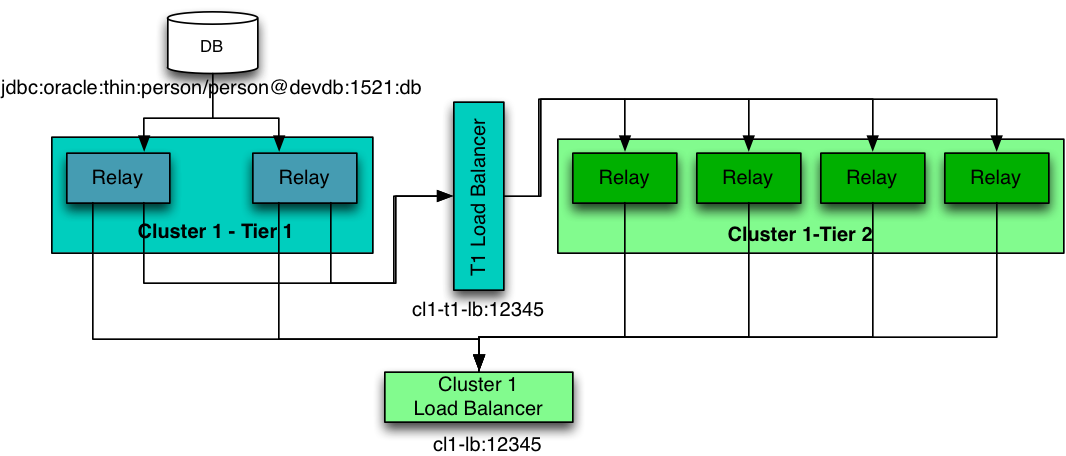 DB
jdbc:oracle:thin:person/person@devdb:1521:db
Relay
Relay
Cluster 1 - Tier 1
T1 Load Balancer
cl1-t1-lb:12345
Relay
Relay
Relay
Relay
Cluster 1-Tier 2
Cluster 1
Load Balancer
cl1-lb:12345